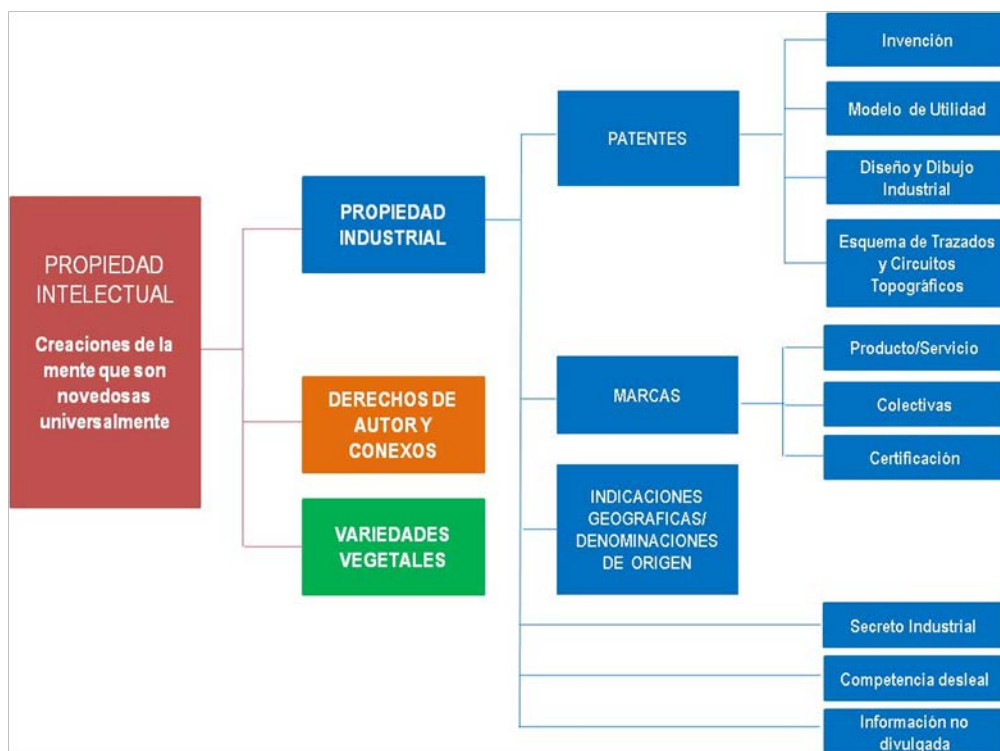 PROPIEDAD
INTELECTUAL
Creaciones de la
mente que son
novedosas
universalmente
PROPIEDAD
INDUSTRIAL
DERECHOS DE
AUTOR Y
CONEXOS
VARIEDADES
VEGETALES
PATENTES
MARCAS
INDICACIONES
GEOGRAFICAS/
DENOMINACIONES
DE ORIGEN
Invención
Modelo de Utilidad
Diseño y Dibujo
Industrial
Esquema de Trazados
y Circuitos
Topográficos
Producto/Servicio
Colectivas
Certificación
Secreto Industrial
Competencia desleal
Información no
divulgada